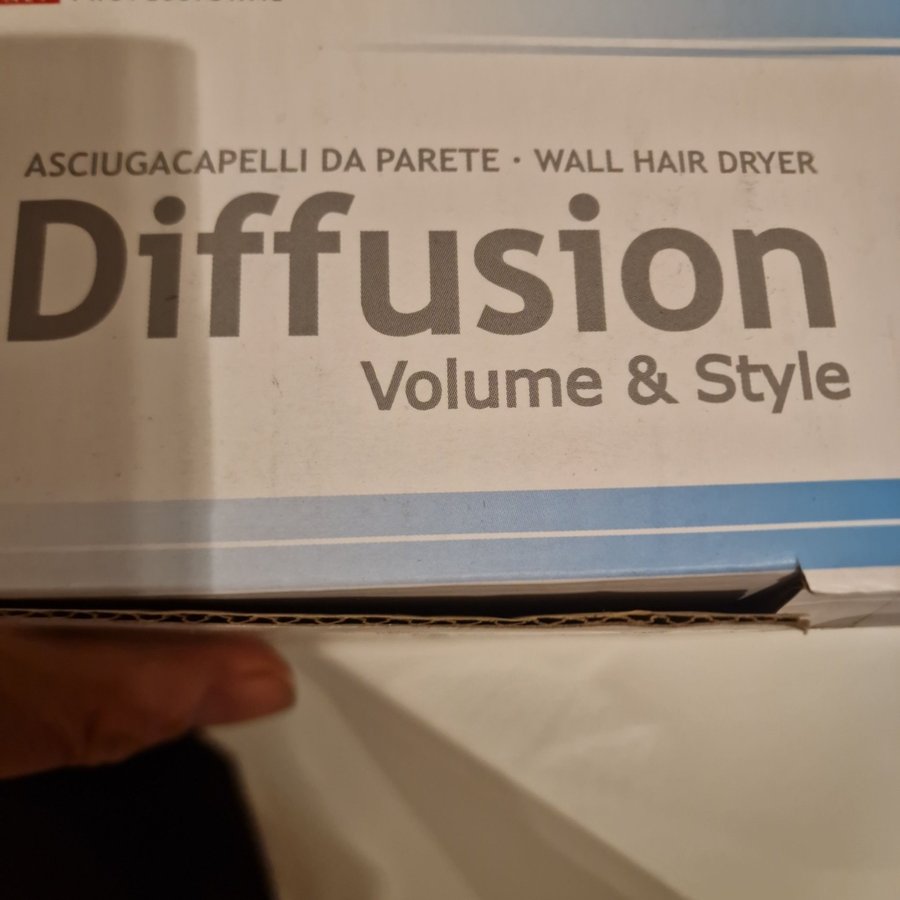 ASCIUGACAPELLI DA PARETE · WALL HAIR DRYER
Diffusion
Volume & Style